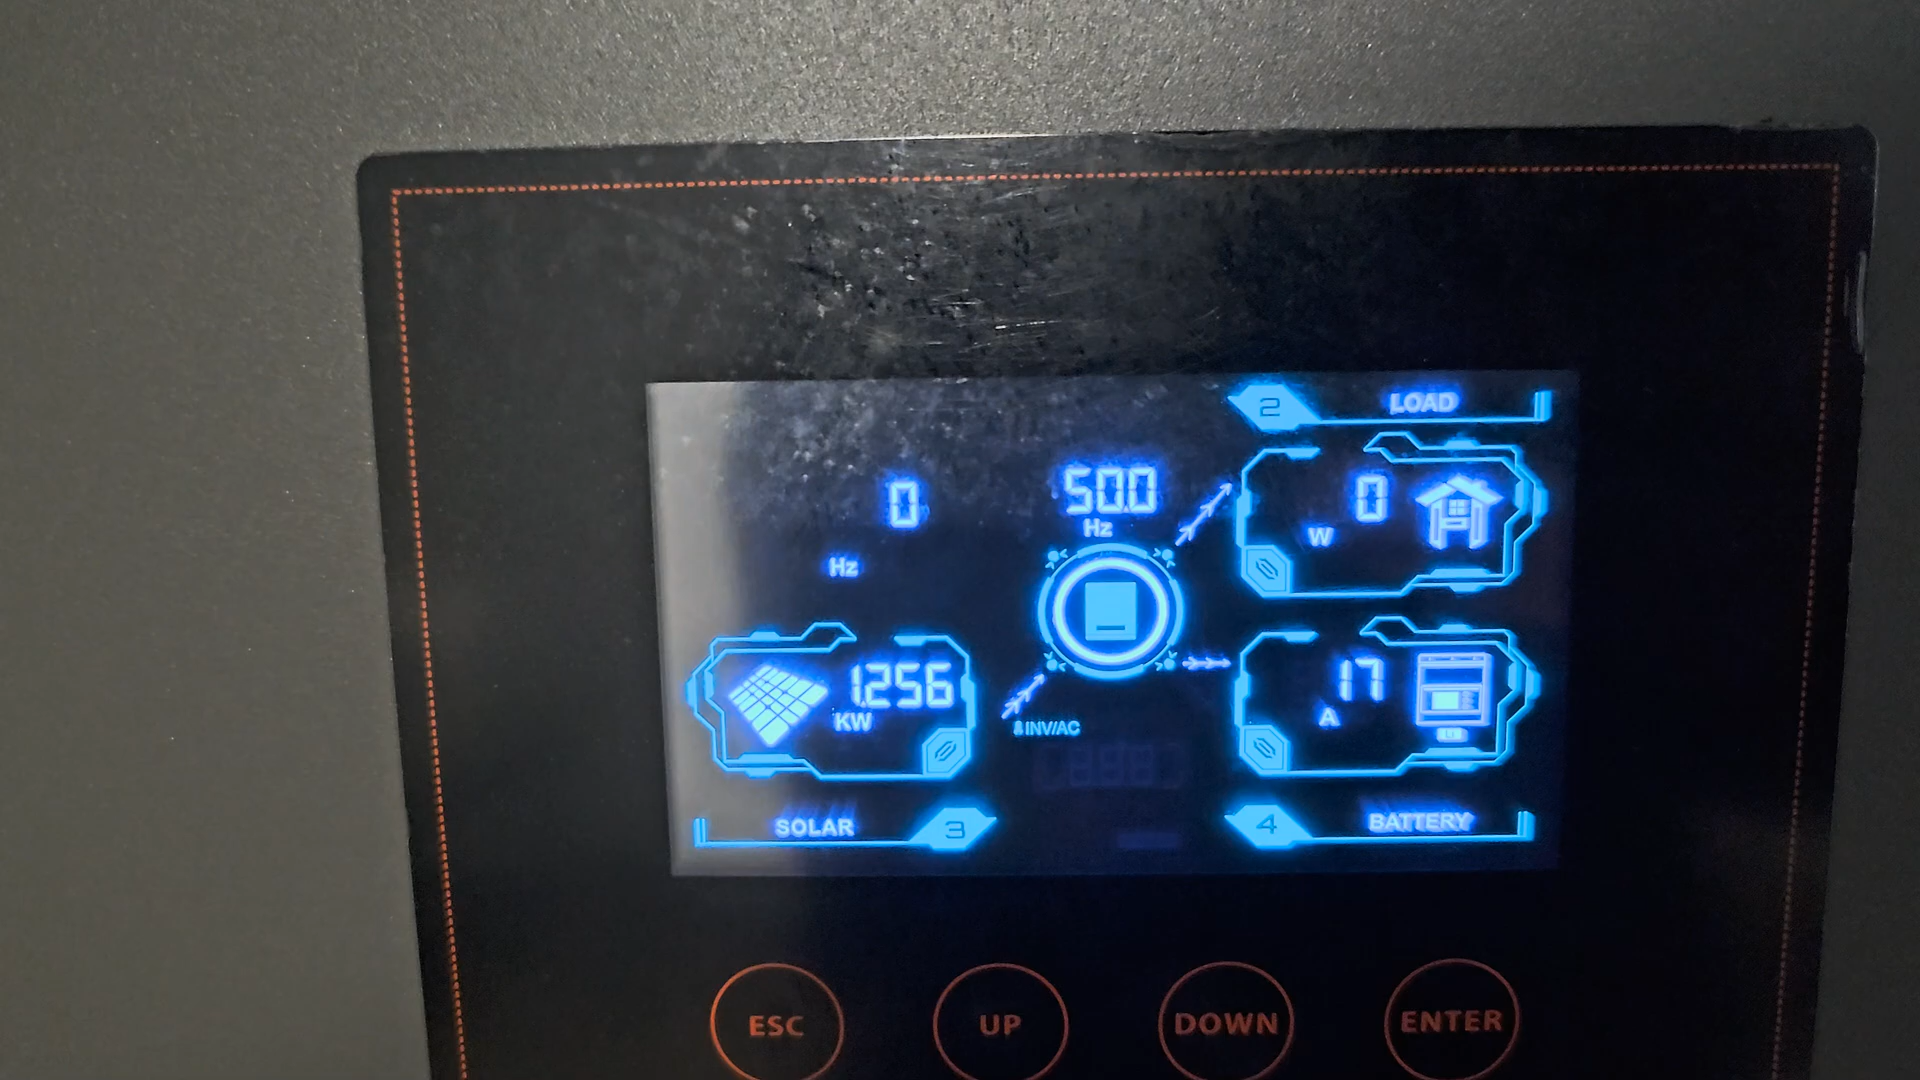 2 LOAD
0 50.0 0
Hz W
Hz
1.256 17
KW A
LI
&INV/AC
SOLAR 3 4 BATTERY
ESC UP DOWN ENTER